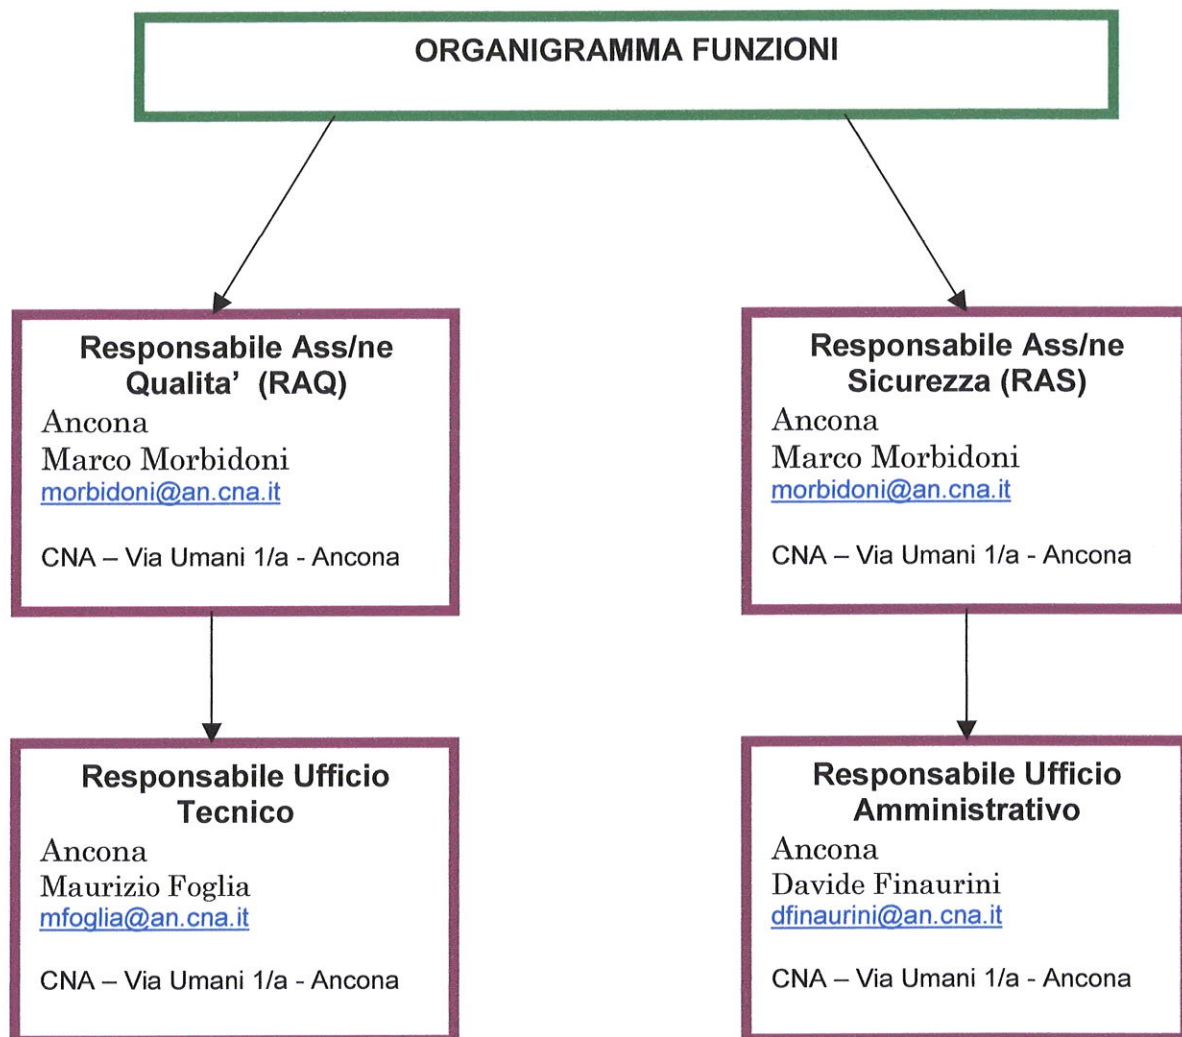 ORGANIGRAMMA FUNZIONI
Responsabile Ass/ne
Qualita' (RAQ)
Ancona
Marco Morbidoni
morbidoni@an.cna.it
CNA – Via Umani 1/a - Ancona
Responsabile Ass/ne
Sicurezza (RAS)
Ancona
Marco Morbidoni
morbidoni@an.cna.it
CNA – Via Umani 1/a - Ancona
Responsabile Ufficio
Tecnico
Ancona
Maurizio Foglia
mfoglia@an.cna.it
CNA – Via Umani 1/a - Ancona
Responsabile Ufficio
Amministrativo
Ancona
Davide Finaurini
dfinaurini@an.cna.it
CNA – Via Umani 1/a - Ancona